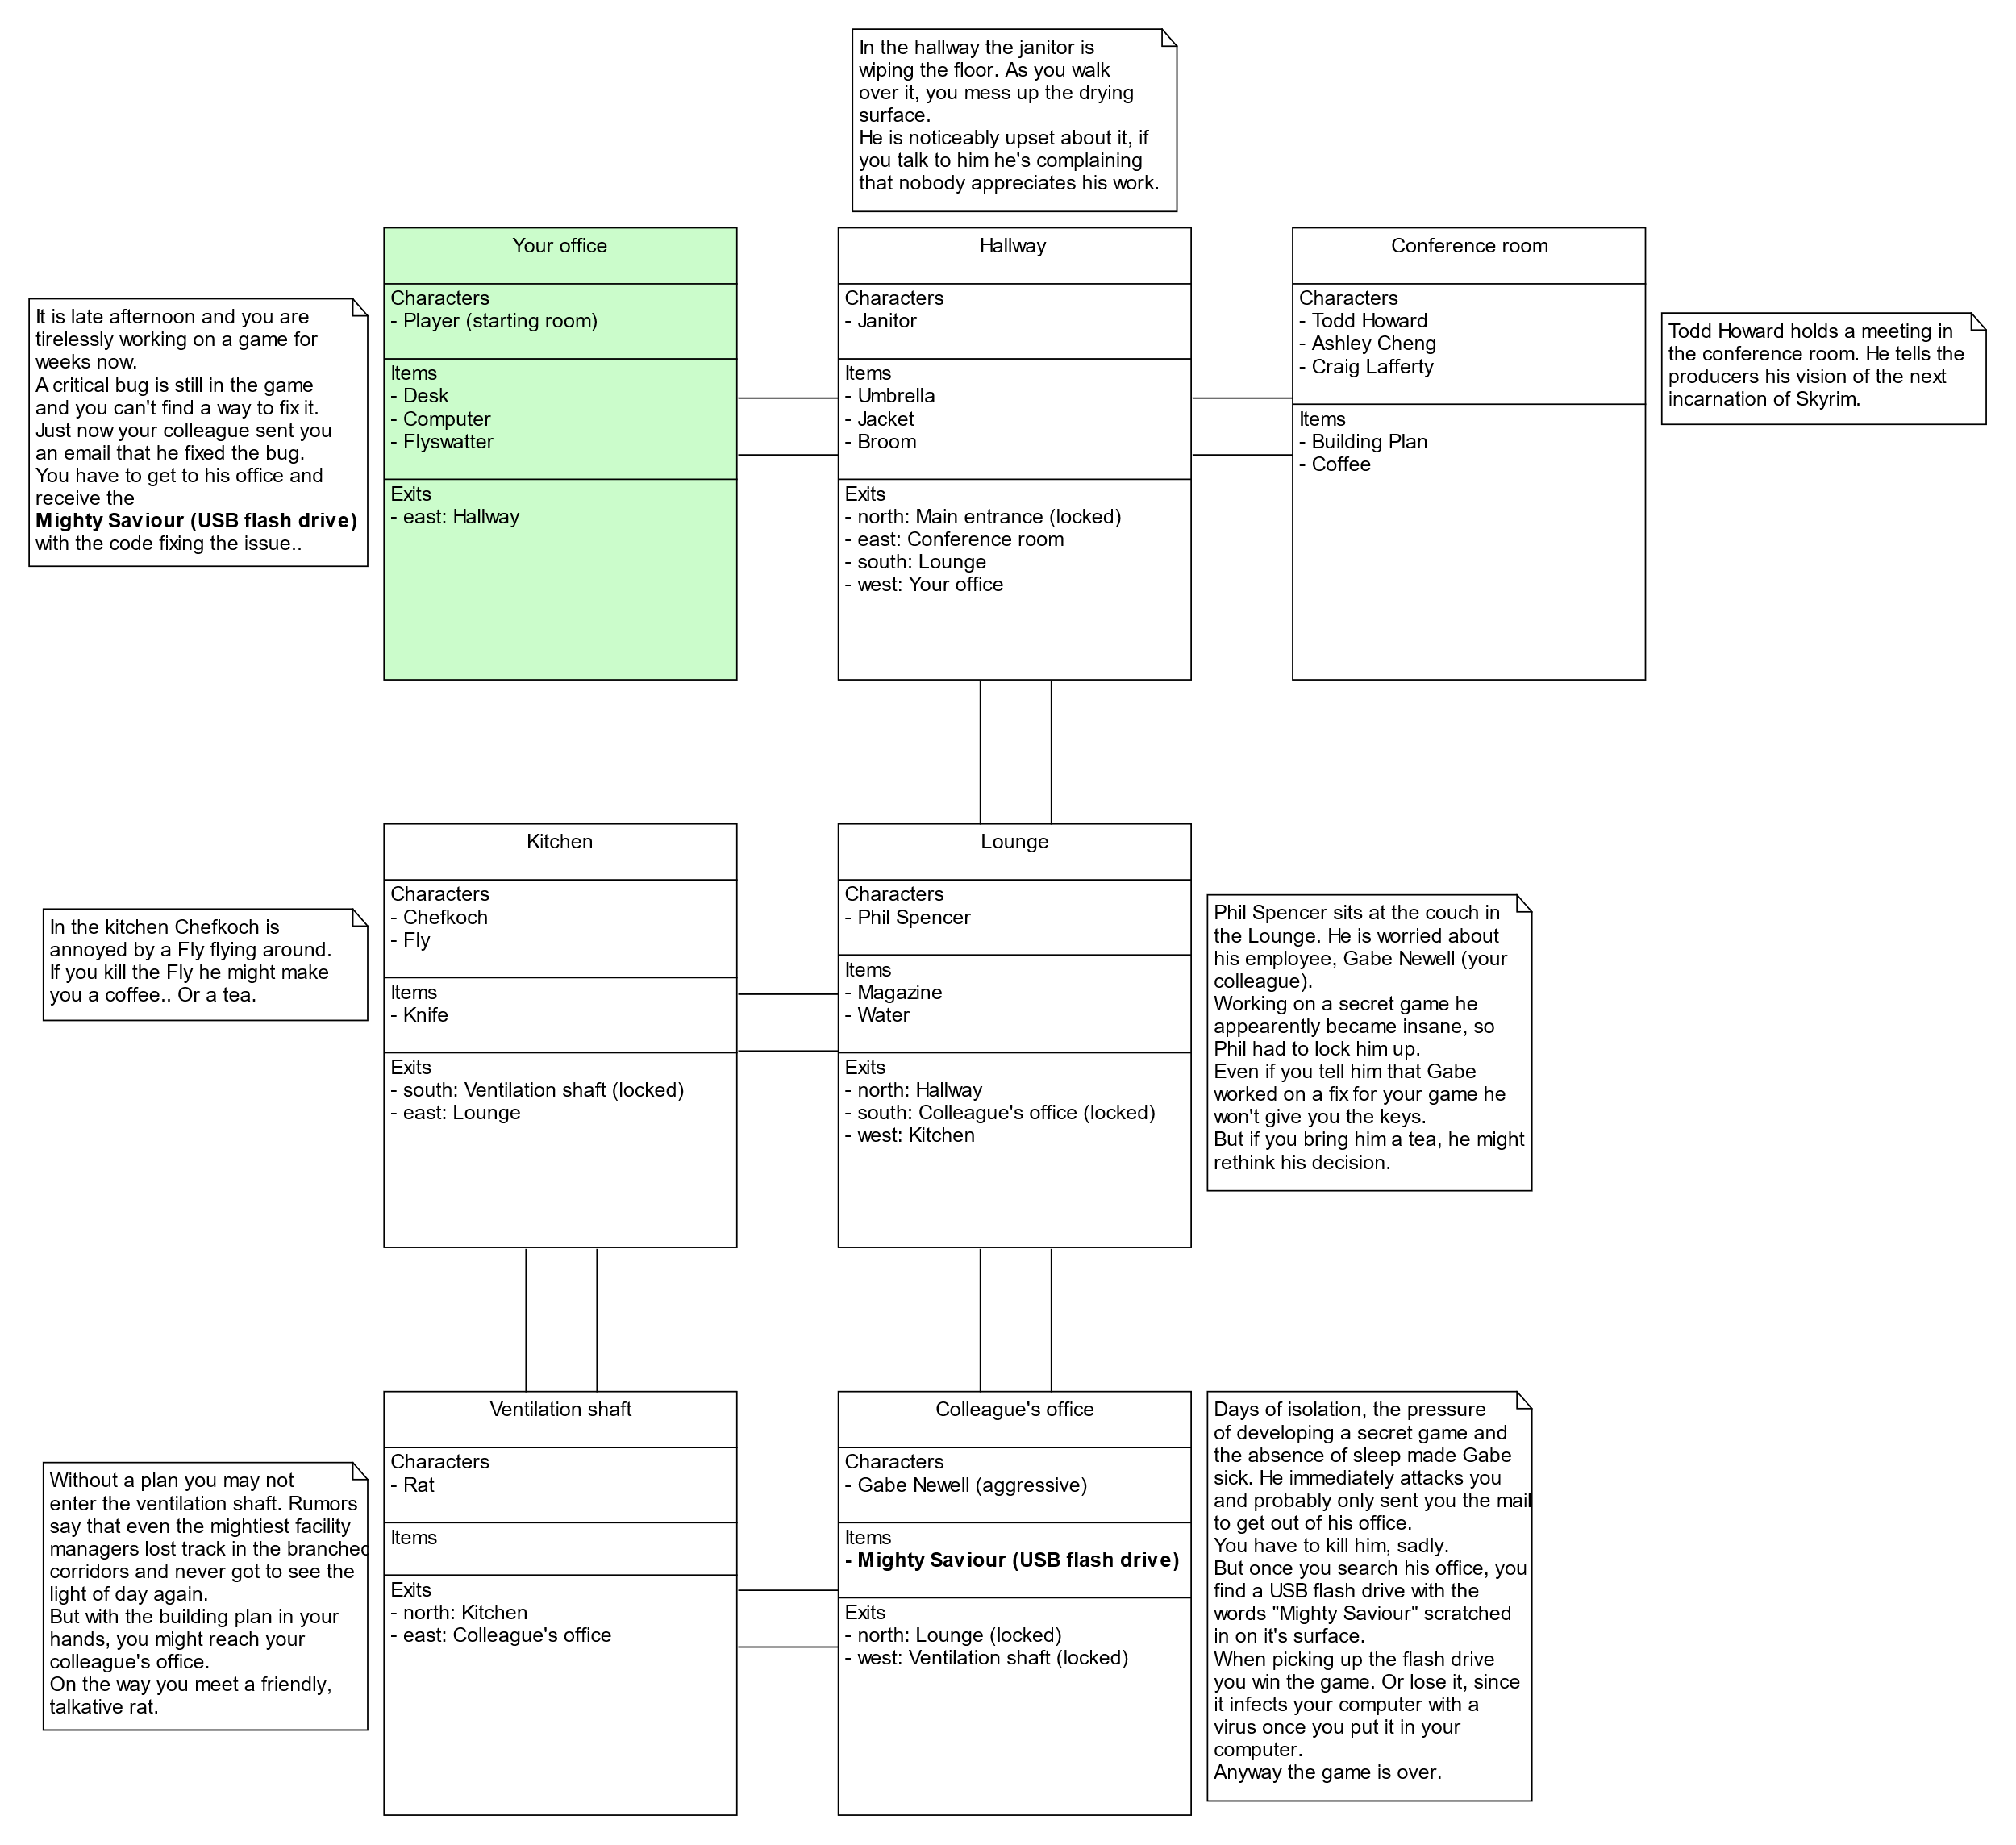 In the hallway the janitor is
wiping the floor. As you walk
over it, you mess up the drying
surface.
He is noticeably upset about it, if
you talk to him he's complaining
that nobody appreciates his work.
It is late afternoon and you are
tirelessly working on a game for
weeks now.
A critical bug is still in the game
and you can't find a way to fix it.
Just now your colleague sent you
an email that he fixed the bug.
You have to get to his office and
receive the
Mighty Saviour (USB flash drive)
with the code fixing the issue..
Your office
Characters
- Player (starting room)
Items
- Desk
- Computer
- Flyswatter
Exits
- east: Hallway
Hallway
Characters
- Janitor
Items
- Umbrella
- Jacket
- Broom
Exits
- north: Main entrance (locked)
- east: Conference room
- south: Lounge
- west: Your office
Conference room
Characters
- Todd Howard
- Ashley Cheng
- Craig Lafferty
Items
- Building Plan
- Coffee
Todd Howard holds a meeting in
the conference room. He tells the
producers his vision of the next
incarnation of Skyrim.
In the kitchen Chefkoch is
annoyed by a Fly flying around.
If you kill the Fly he might make
you a coffee.. Or a tea.
Kitchen
Characters
- Chefkoch
- Fly
Items
- Knife
Exits
- south: Ventilation shaft (locked)
- east: Lounge
Lounge
Characters
- Phil Spencer
Items
- Magazine
- Water
Exits
- north: Hallway
- south: Colleague's office (locked)
- west: Kitchen
Phil Spencer sits at the couch in
the Lounge. He is worried about
his employee, Gabe Newell (your
colleague).
Working on a secret game he
appearently became insane, so
Phil had to lock him up.
Even if you tell him that Gabe
worked on a fix for your game he
won't give you the keys.
But if you bring him a tea, he might
rethink his decision.
Without a plan you may not
enter the ventilation shaft. Rumors
say that even the mightiest facility
managers lost track in the branched
corridors and never got to see the
light of day again.
But with the building plan in your
hands, you might reach your
colleague's office.
On the way you meet a friendly,
talkative rat.
Ventilation shaft
Characters
- Rat
Items
Exits
- north: Kitchen
- east: Colleague's office
Colleague's office
Characters
- Gabe Newell (aggressive)
Items
- Mighty Saviour (USB flash drive)
Exits
- north: Lounge (locked)
- west: Ventilation shaft (locked)
Days of isolation, the pressure
of developing a secret game and
the absence of sleep made Gabe
sick. He immediately attacks you
and probably only sent you the mail
to get out of his office.
You have to kill him, sadly.
But once you search his office, you
find a USB flash drive with the
words "Mighty Saviour" scratched
in on it's surface.
When picking up the flash drive
you win the game. Or lose it, since
it infects your computer with a
virus once you put it in your
computer.
Anyway the game is over.